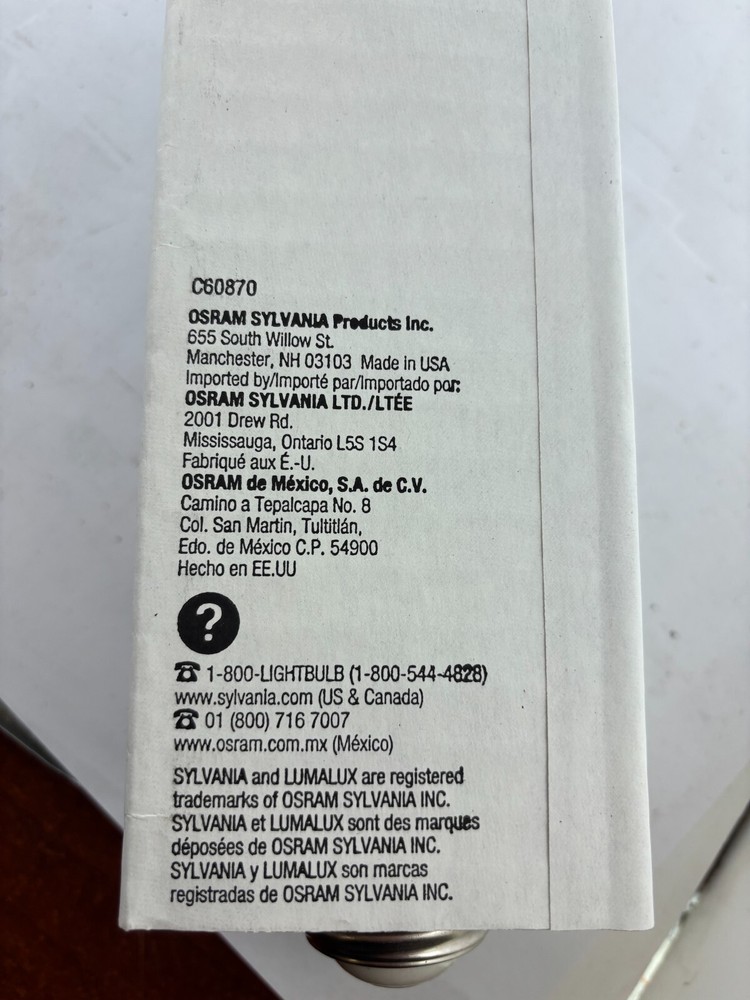 C60870
OSRAM SYLVANIA Products Inc.
655 South Willow St.
Manchester, NH 03103 Made in USA
Imported by/Importé par/Importado por:
OSRAM SYLVANIA LTD./LTÉE
2001 Drew Rd.
Mississauga, Ontario L5S 1S4
Fabriqué aux É.-U.
OSRAM de México, S.A. de C.V.
Camino a Tepalcapa No. 8
Col. San Martin, Tultitlán,
Edo. de México C.P. 54900
Hecho en EE.UU
?
☎ 1-800-LIGHTBULB (1-800-544-4828)
www.sylvania.com (US & Canada)
☎ 01 (800) 716 7007
www.osram.com.mx (México)
SYLVANIA and LUMALUX are registered
trademarks of OSRAM SYLVANIA INC.
SYLVANIA et LUMALUX sont des marques
déposées de OSRAM SYLVANIA INC.
SYLVANIA y LUMALUX son marcas
registradas de OSRAM SYLVANIA INC.